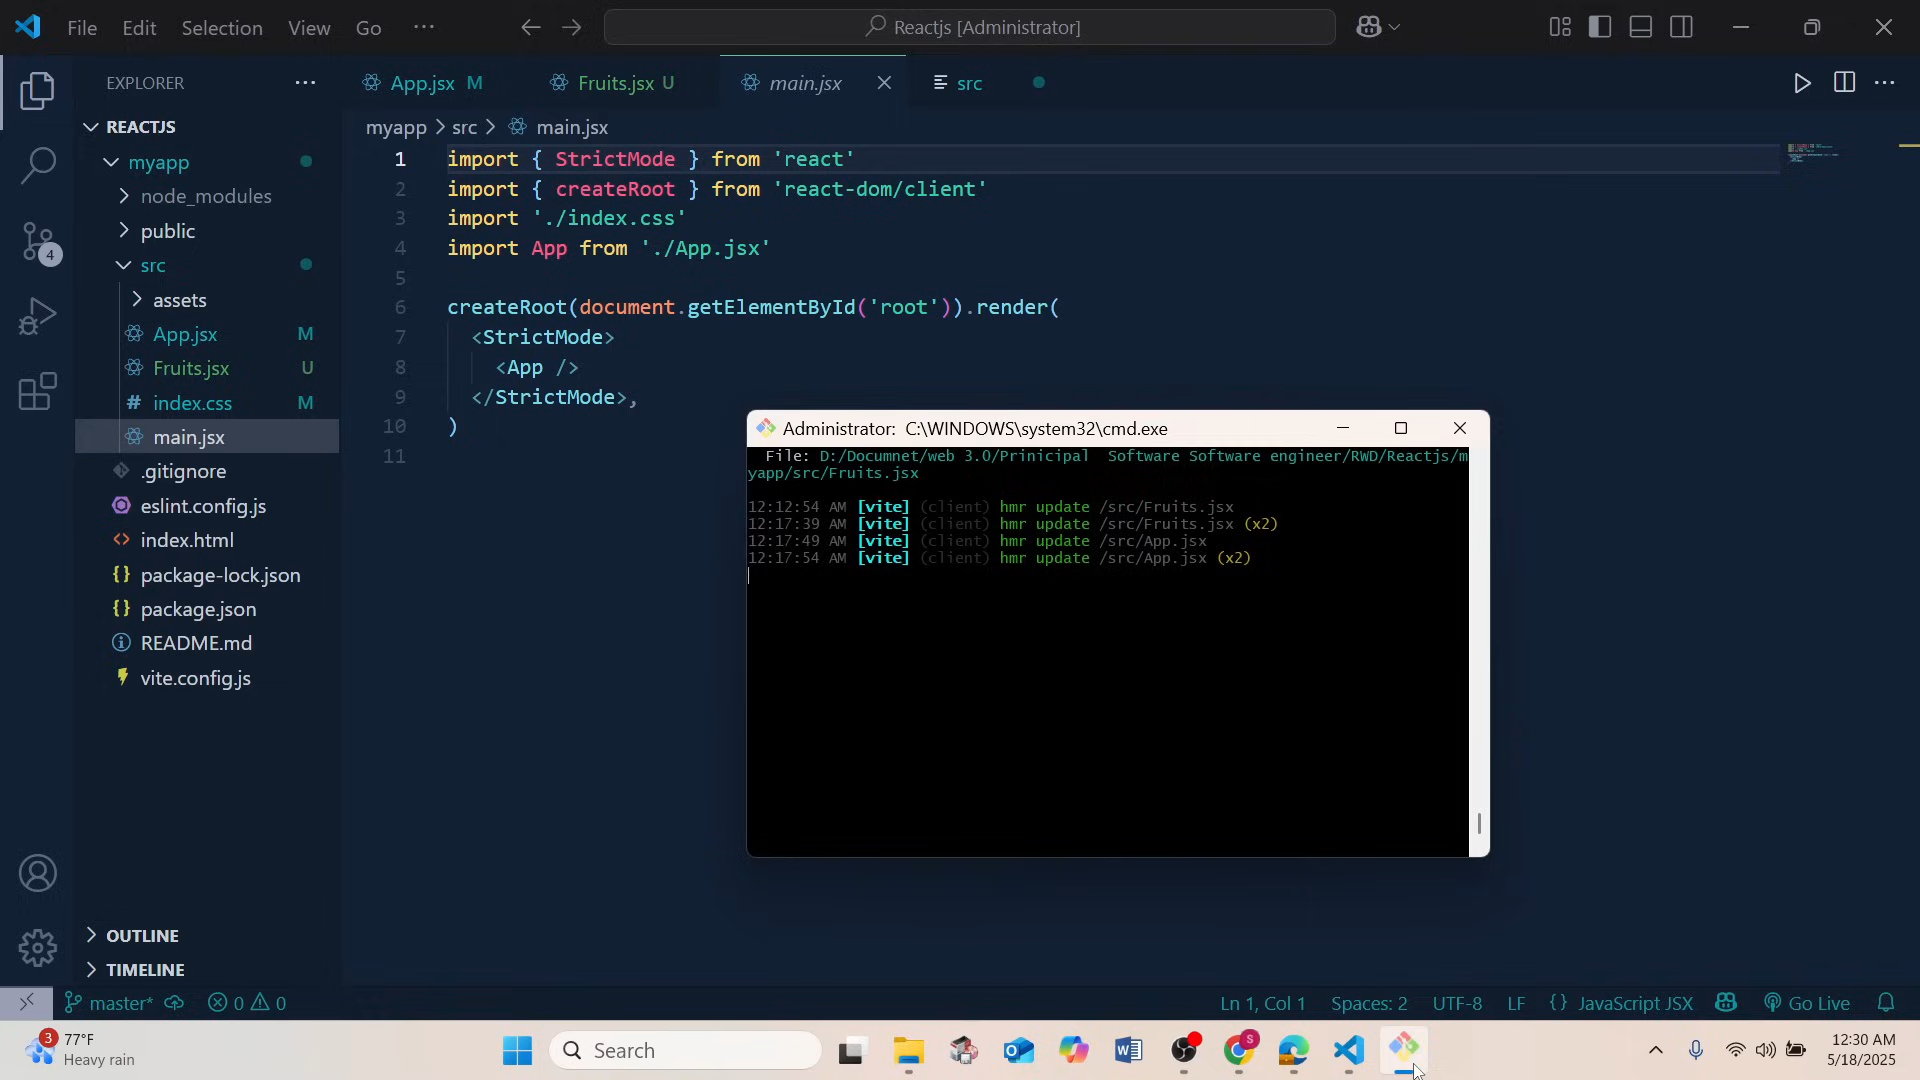 File Edit Selection View Go ··· Reactjs [Administrator]
EXPLORER ···
App.jsx M Fruits.jsx U main.jsx src
REACTJS
myapp
node_modules
public
src
assets
App.jsx M
Fruits.jsx U
index.css M
main.jsx
.gitignore
eslint.config.js
index.html
package-lock.json
package.json
README.md
vite.config.js
OUTLINE
TIMELINE
4
myapp > src > main.jsx
1 import { StrictMode } from 'react'
2 import { createRoot } from 'react-dom/client'
3 import './index.css'
4 import App from './App.jsx'
5
6 createRoot(document.getElementById('root')).render(
7 <StrictMode>
8 <App />
9 </StrictMode>,
10 )
11
Administrator: C:\WINDOWS\system32\cmd.exe
File: D:/Documnet/web 3.0/Prinicipal  Software Software engineer/RWD/Reactjs/m
yapp/src/Fruits.jsx
12:12:54 AM [vite] (client) hmr update /src/Fruits.jsx
12:17:39 AM [vite] (client) hmr update /src/Fruits.jsx (x2)
12:17:49 AM [vite] (client) hmr update /src/App.jsx
12:17:54 AM [vite] (client) hmr update /src/App.jsx (x2)
master* 0 0 Ln 1, Col 1 Spaces: 2 UTF-8 LF {} JavaScript JSX Go Live
3
77°F
Heavy rain
Search
S
12:30 AM
5/18/2025